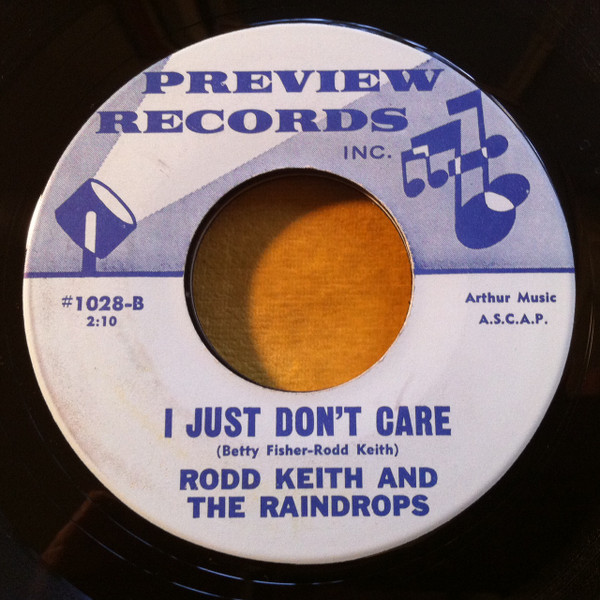 PREVIEW
RECORDS
INC.
#1028-B
2:10
Arthur Music
A.S.C.A.P.
I JUST DON'T CARE
(Betty Fisher-Rodd Keith)
RODD KEITH AND
THE RAINDROPS